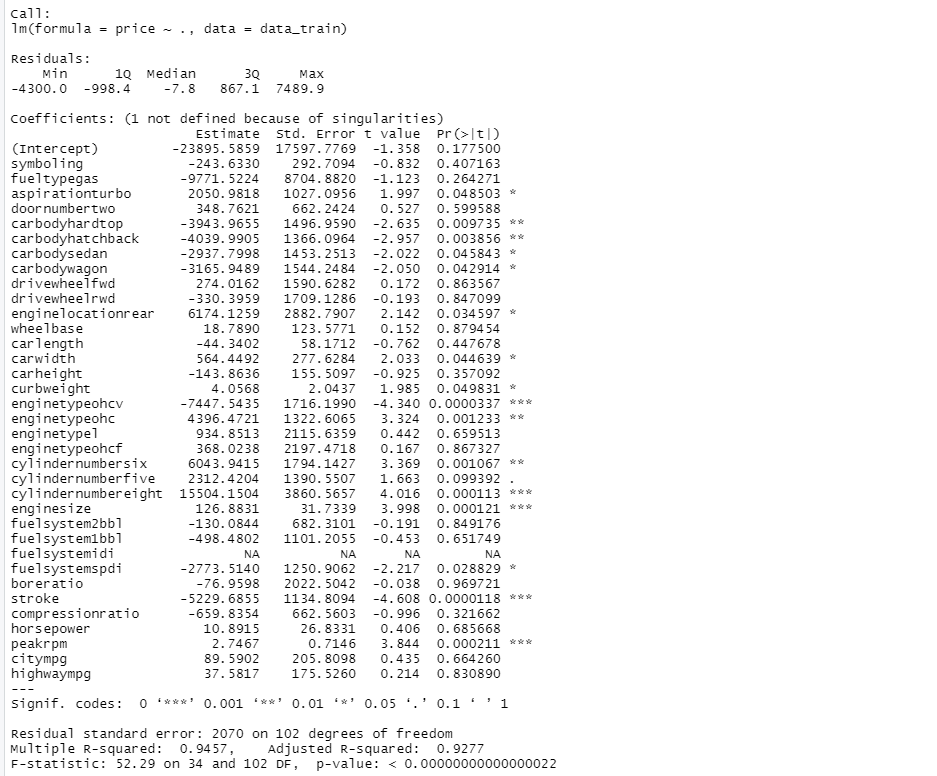 Call:
lm(formula = price ~ ., data = data_train)
Residuals:
Min 1Q Median 3Q Max
-4300.0 -998.4 -7.8 867.1 7489.9
Coefficients: (1 not defined because of singularities)
Estimate Std. Error t value Pr(>|t|)
(Intercept) -23895.5859 17597.7769 -1.358 0.177500
symboling -243.6330 292.7094 -0.832 0.407163
fueltypegas -9771.5224 8704.8820 -1.123 0.264271
aspirationturbo 2050.9818 1027.0956 1.997 0.048503 *
doornumbertwo 348.7621 662.2424 0.527 0.599588
carbodyhardtop -3943.9655 1496.9590 -2.635 0.009735 **
carbodyhatchback -4039.9905 1366.0964 -2.957 0.003856 **
carbodysedan -2937.7998 1453.2513 -2.022 0.045843 *
carbodywagon -3165.9489 1544.2484 -2.050 0.042914 *
drivewheelfwd 274.0162 1590.6282 0.172 0.863567
drivewheelrwd -330.3959 1709.1286 -0.193 0.847099
enginelocationrear 6174.1259 2882.7907 2.142 0.034597 *
wheelbase 18.7890 123.5771 0.152 0.879454
carlength -44.3402 58.1712 -0.762 0.447678
carwidth 564.4492 277.6284 2.033 0.044639 *
carheight -143.8636 155.5097 -0.925 0.357092
curbweight 4.0568 2.0437 1.985 0.049831 *
enginetypeohcv -7447.5435 1716.1990 -4.340 0.0000337 ***
enginetypeohc 4396.4721 1322.6065 3.324 0.001233 **
enginetypel 934.8513 2115.6359 0.442 0.659513
enginetypeohcf 368.0238 2197.4718 0.167 0.867327
cylindernumbersix 6043.9415 1794.1427 3.369 0.001067 **
cylindernumberfive 2312.4204 1390.5507 1.663 0.099392 .
cylindernumbereight 15504.1504 3860.5657 4.016 0.000113 ***
enginesize 126.8831 31.7339 3.998 0.000121 ***
fuelsystem2bbl -130.0844 682.3101 -0.191 0.849176
fuelsystem1bbl -498.4802 1101.2055 -0.453 0.651749
fuelsystemidi NA NA NA NA
fuelsystemspdi -2773.5140 1250.9062 -2.217 0.028829 *
boreratio -76.9598 2022.5042 -0.038 0.969721
stroke -5229.6855 1134.8094 -4.608 0.0000118 ***
compressionratio -659.8354 662.5603 -0.996 0.321662
horsepower 10.8915 26.8331 0.406 0.685668
peakrpm 2.7467 0.7146 3.844 0.000211 ***
citympg 89.5902 205.8098 0.435 0.664260
highwaympg 37.5817 175.5260 0.214 0.830890
---
Signif. codes: 0 ‘***’ 0.001 ‘**’ 0.01 ‘*’ 0.05 ‘.’ 0.1 ‘ ’ 1
Residual standard error: 2070 on 102 degrees of freedom
Multiple R-squared: 0.9457, Adjusted R-squared: 0.9277
F-statistic: 52.29 on 34 and 102 DF, p-value: < 0.00000000000000022